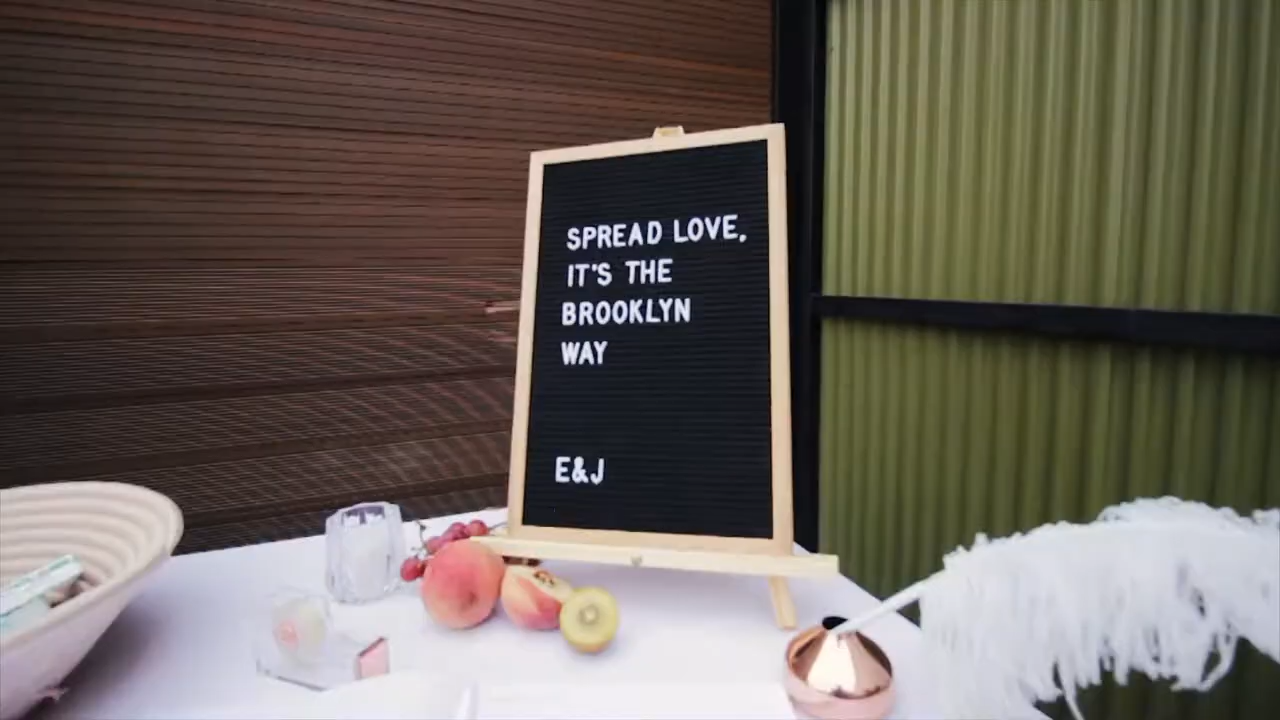 SPREAD LOVE,
IT'S THE
BROOKLYN
WAY
E&J